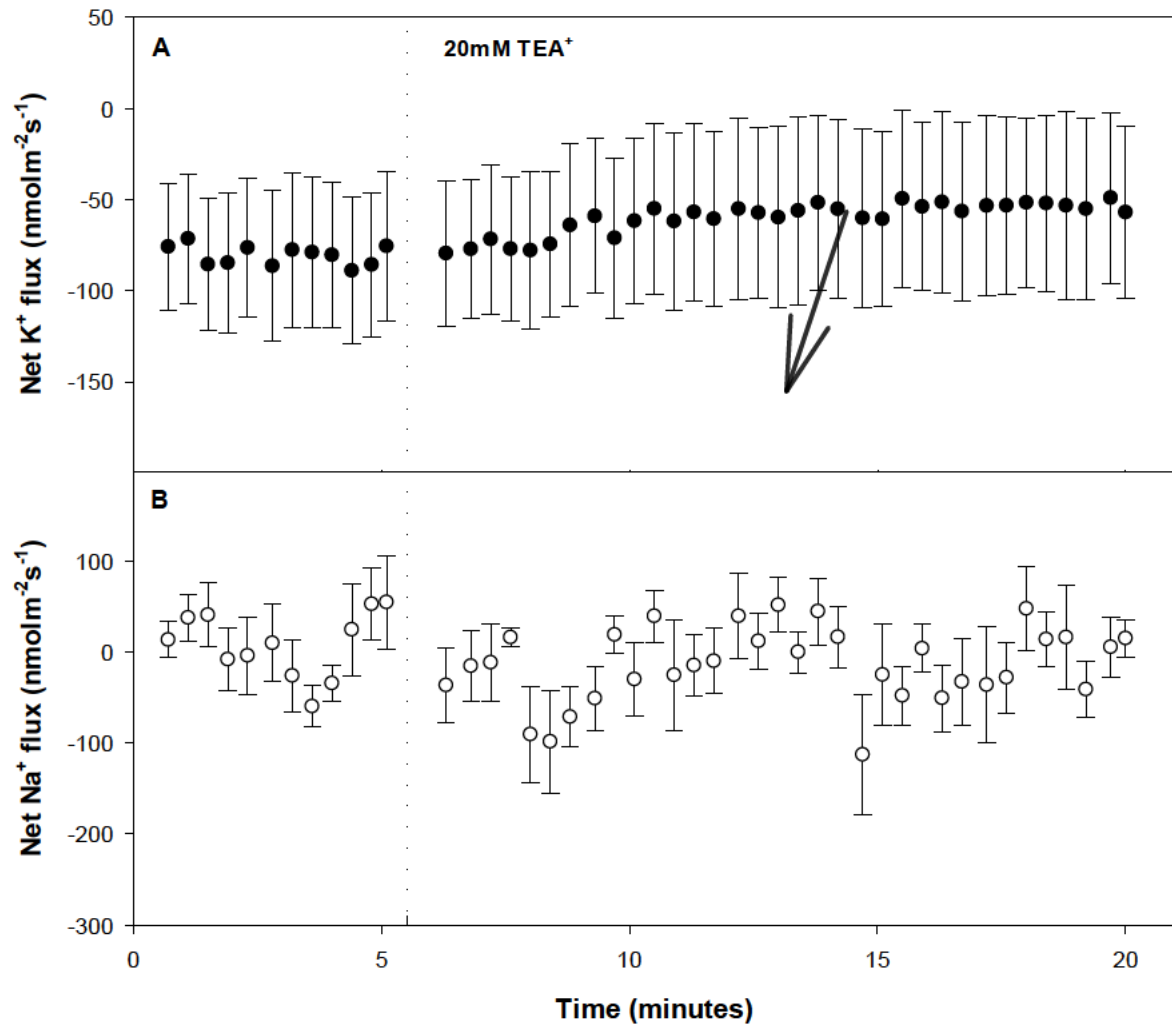 A
20mM TEA⁺
Net K⁺ flux (nmolm⁻²s⁻¹)
50
0
-50
-100
-150
B
Net Na⁺ flux (nmolm⁻²s⁻¹)
100
0
-100
-200
-300
0 5 10 15 20
Time (minutes)